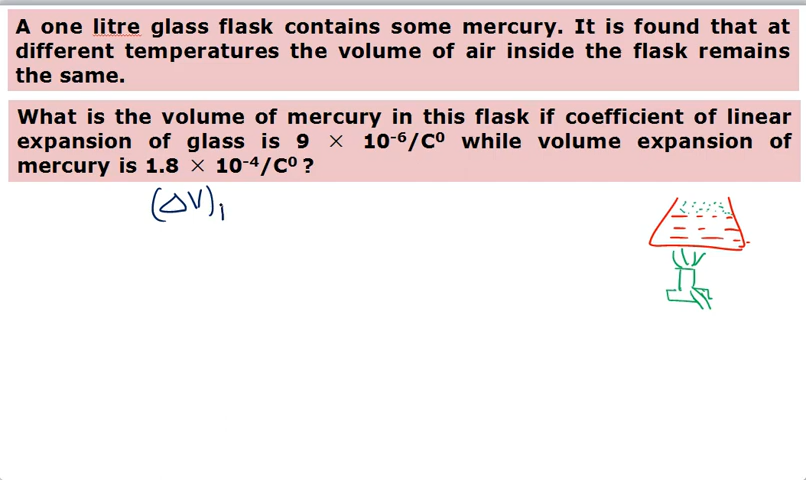 A one litre glass flask contains some mercury. It is found that at
different temperatures the volume of air inside the flask remains
the same.
What is the volume of mercury in this flask if coefficient of linear
expansion of glass is 9 × 10⁻⁶/C⁰ while volume expansion of
mercury is 1.8 × 10⁻⁴/C⁰ ?
(ΔV)₁